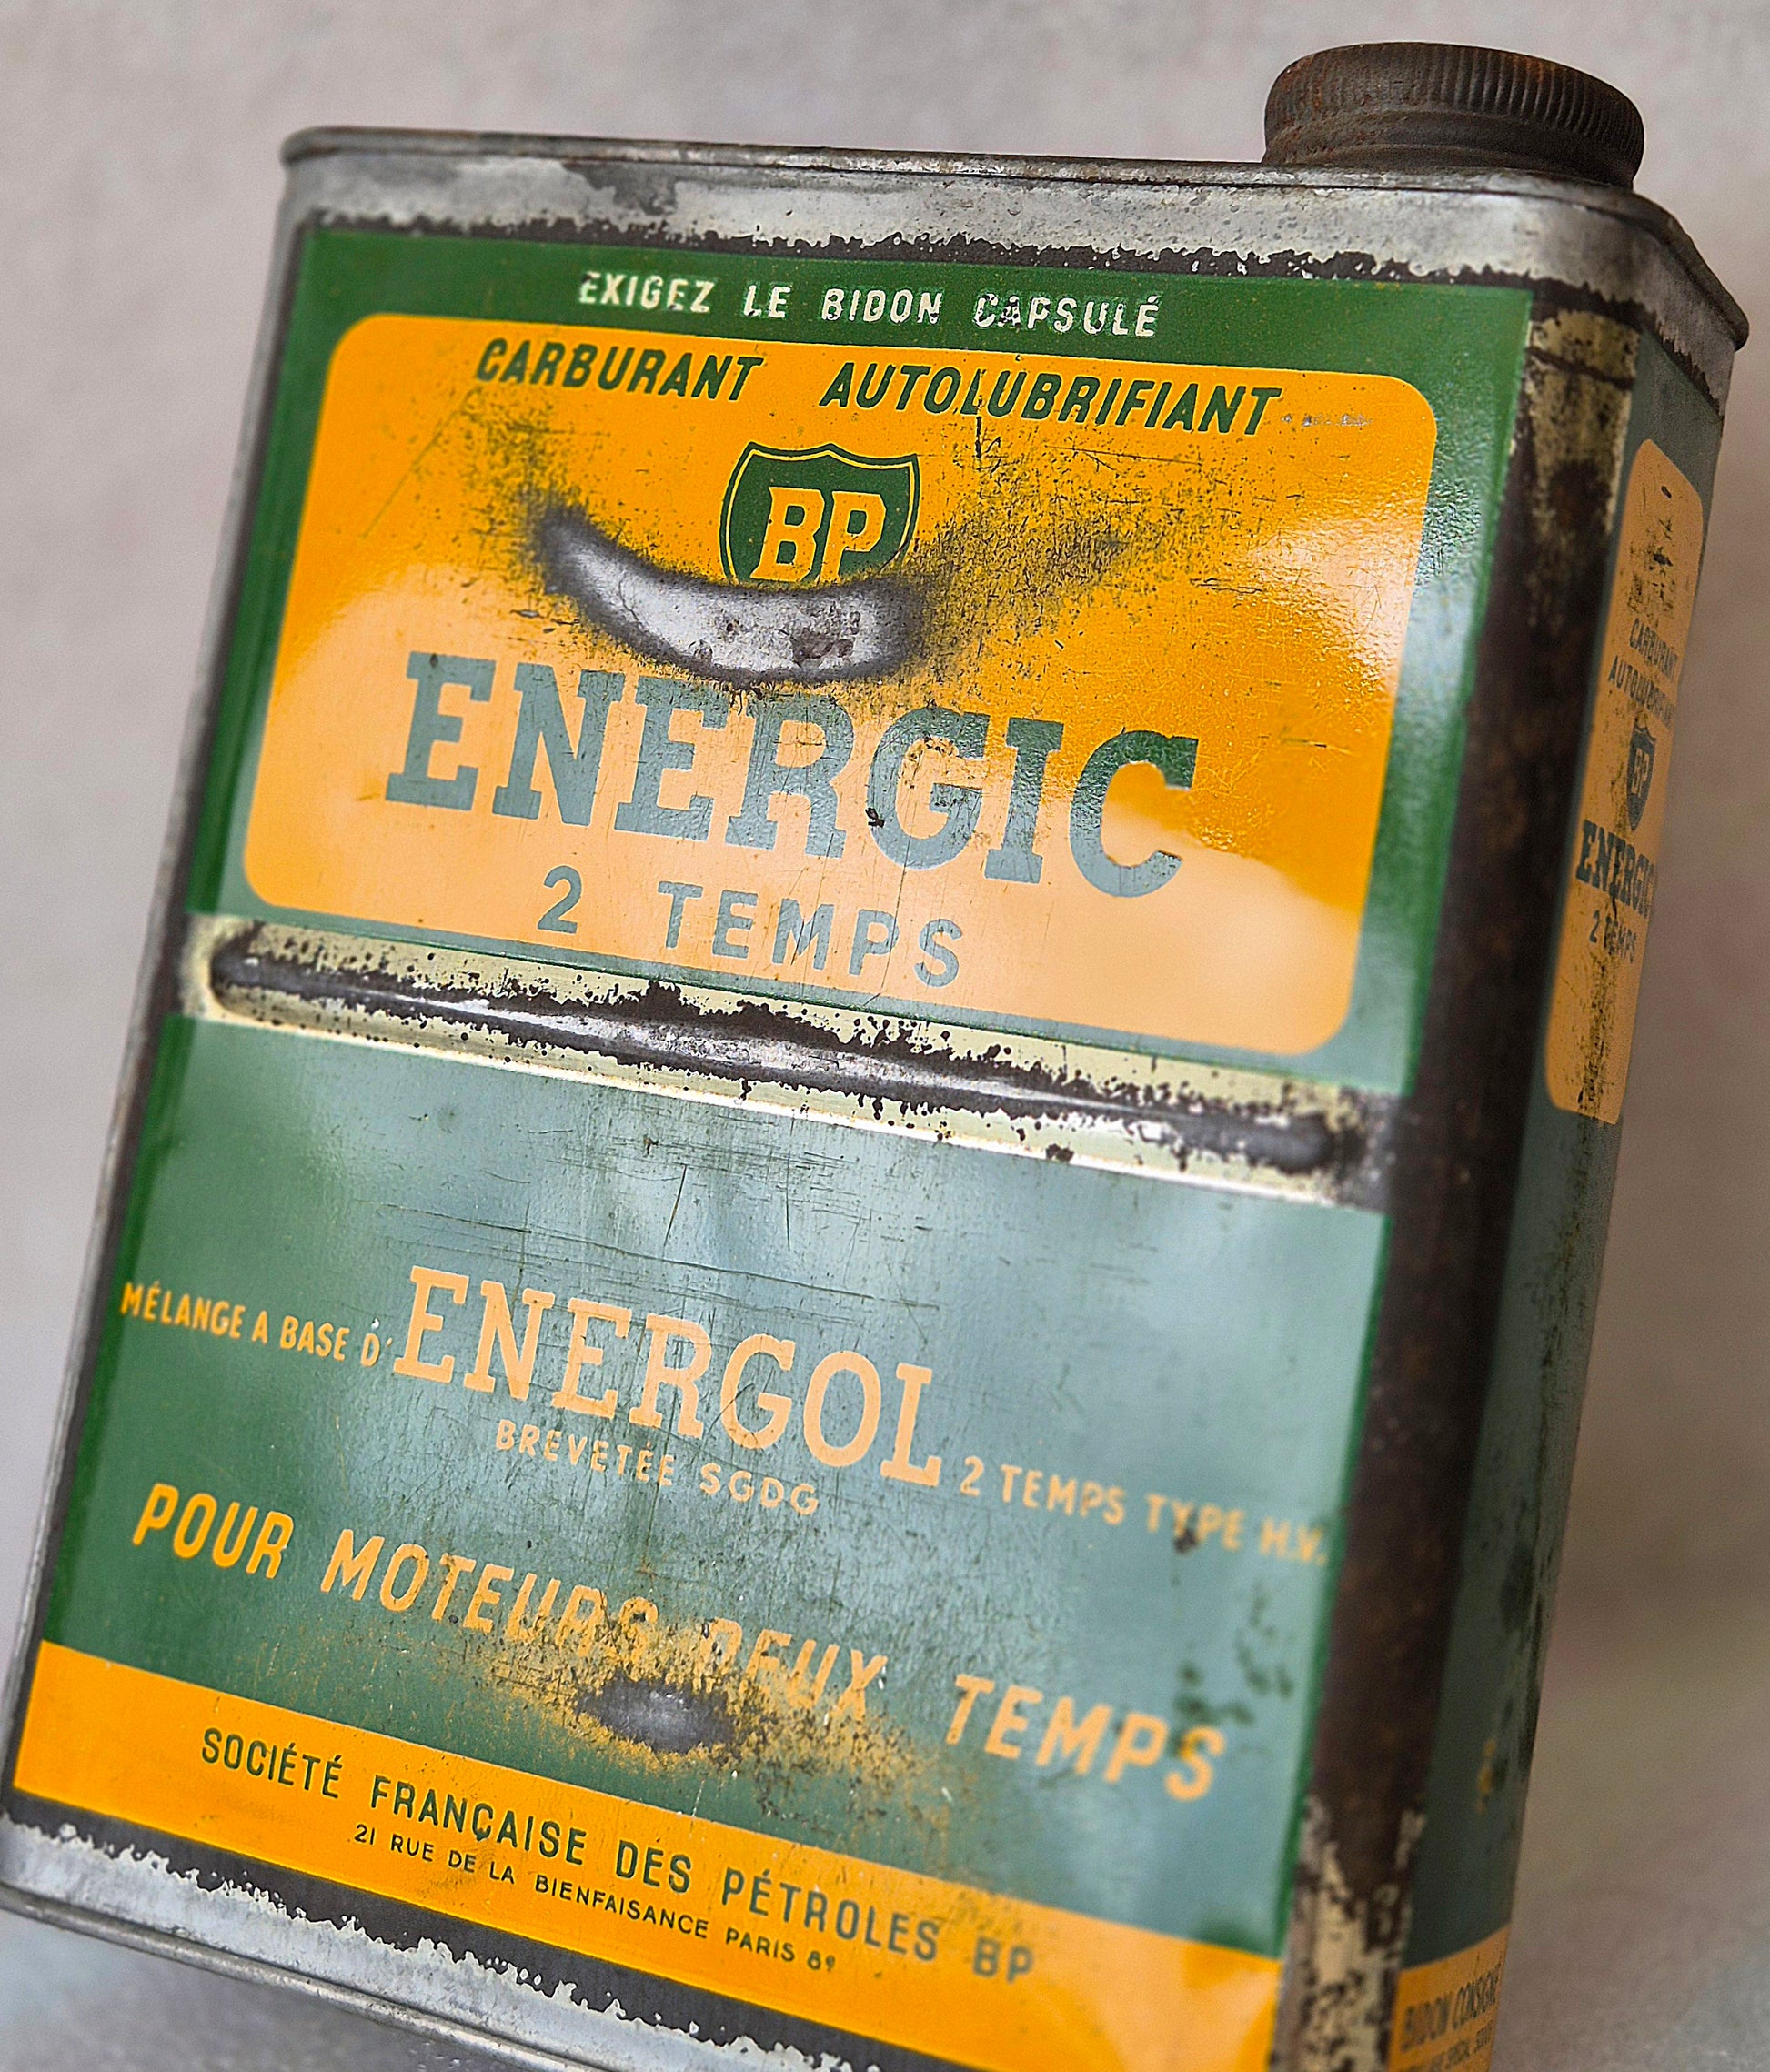 EXIGEZ LE BIDON CAPSULÉ
CARBURANT AUTOLUBRIFIANT
BP
ENERGIC
2 TEMPS
MÉLANGE A BASE D'ENERGOL 2 TEMPS TYPE H.V.
BREVETÉE SGDG
POUR MOTEURS DEUX TEMPS
SOCIÉTÉ FRANÇAISE DES PÉTROLES BP
21 RUE DE LA BIENFAISANCE PARIS 8e
CARBURANT
BP
ENERGIC
2 TEMPS
BIDON CONSIGNÉ